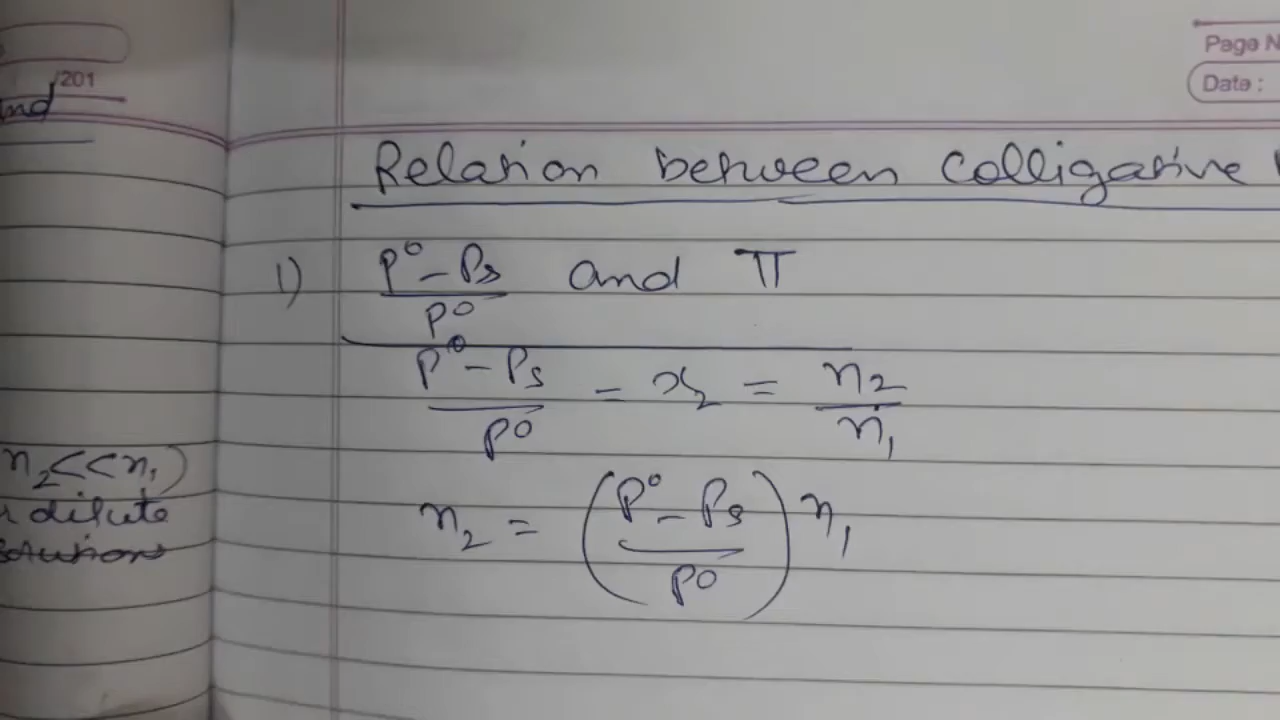 201
Page N
Date :
Relation between Colligative
1) P° - Ps / P° and π
P° - Ps / P° = x2 = n2 / n1
n2 << n1)
dilute
solutions
n2 = (P° - Ps / P°) n1